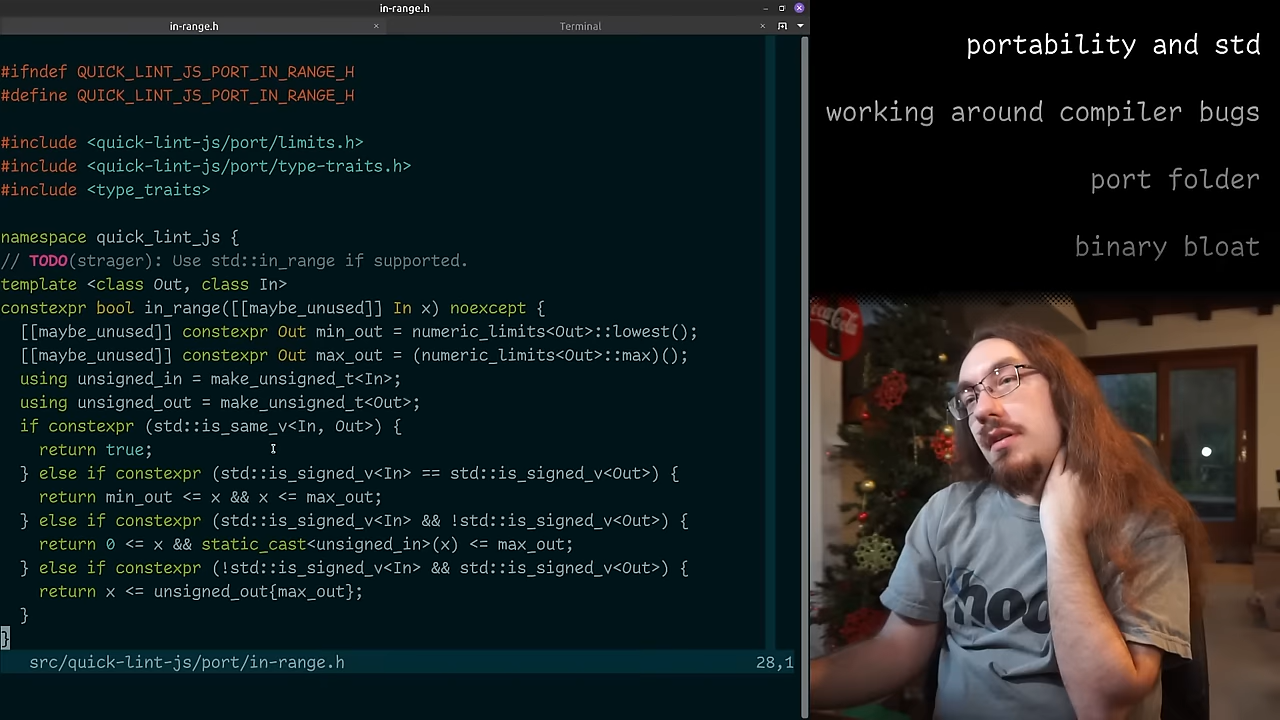 in-range.h
in-range.h
Terminal
#ifndef QUICK_LINT_JS_PORT_IN_RANGE_H
#define QUICK_LINT_JS_PORT_IN_RANGE_H
#include <quick-lint-js/port/limits.h>
#include <quick-lint-js/port/type-traits.h>
#include <type_traits>
namespace quick_lint_js {
// TODO(strager): Use std::in_range if supported.
template <class Out, class In>
constexpr bool in_range([[maybe_unused]] In x) noexcept {
  [[maybe_unused]] constexpr Out min_out = numeric_limits<Out>::lowest();
  [[maybe_unused]] constexpr Out max_out = (numeric_limits<Out>::max)();
  using unsigned_in = make_unsigned_t<In>;
  using unsigned_out = make_unsigned_t<Out>;
  if constexpr (std::is_same_v<In, Out>) {
    return true;
  } else if constexpr (std::is_signed_v<In> == std::is_signed_v<Out>) {
    return min_out <= x && x <= max_out;
  } else if constexpr (std::is_signed_v<In> && !std::is_signed_v<Out>) {
    return 0 <= x && static_cast<unsigned_in>(x) <= max_out;
  } else if constexpr (!std::is_signed_v<In> && std::is_signed_v<Out>) {
    return x <= unsigned_out{max_out};
  }
}
src/quick-lint-js/port/in-range.h
28,1
portability and std
working around compiler bugs
port folder
binary bloat
Coca-Cola